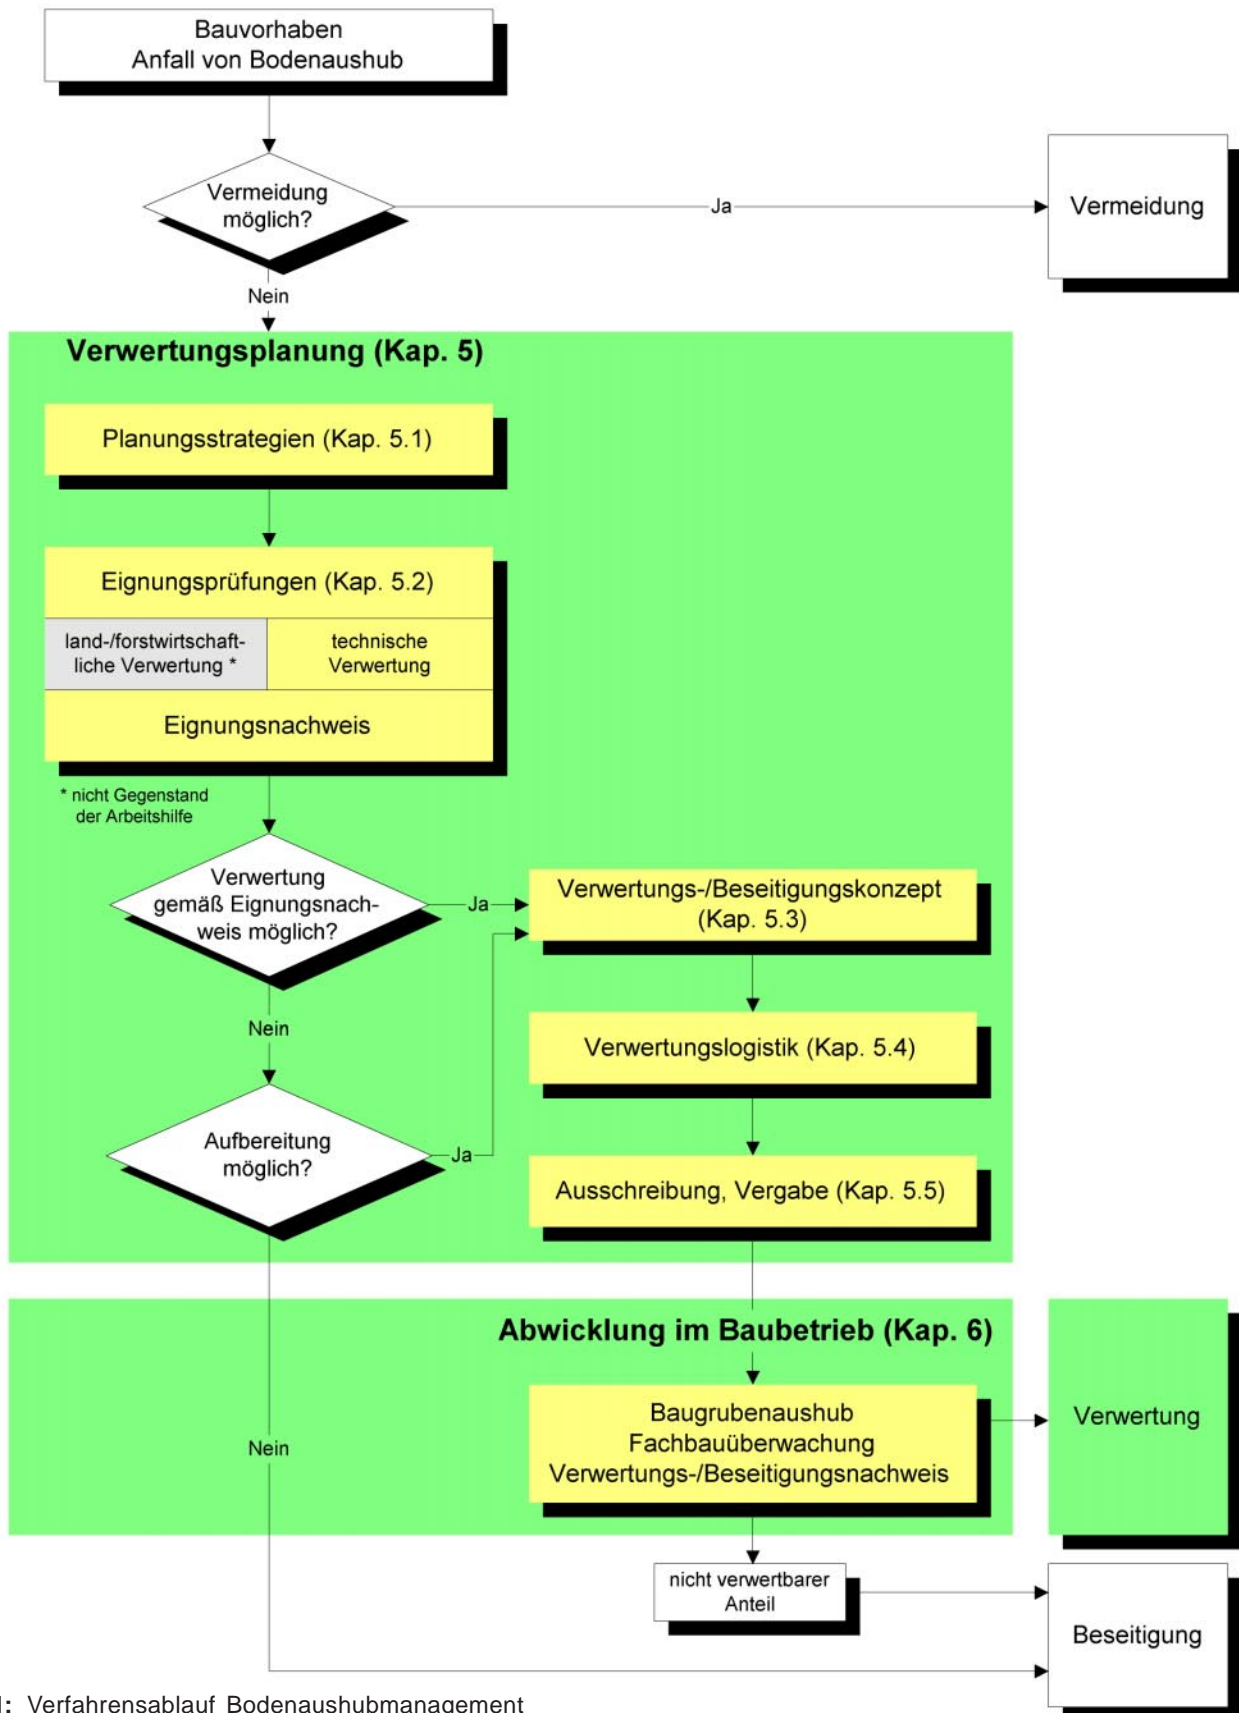 Bauvorhaben
Anfall von Bodenaushub
Vermeidung
möglich?
Ja
Vermeidung
Nein
Verwertungsplanung (Kap. 5)
Planungsstrategien (Kap. 5.1)
Eignungsprüfungen (Kap. 5.2)
land-/forstwirtschaft-
liche Verwertung *
technische
Verwertung
Eignungsnachweis
* nicht Gegenstand
der Arbeitshilfe
Verwertung
gemäß Eignungsnach-
weis möglich?
Ja
Verwertungs-/Beseitigungskonzept
(Kap. 5.3)
Nein
Verwertungslogistik (Kap. 5.4)
Aufbereitung
möglich?
Ja
Ausschreibung, Vergabe (Kap. 5.5)
Abwicklung im Baubetrieb (Kap. 6)
Baugrubenaushub
Fachbauüberwachung
Verwertungs-/Beseitigungsnachweis
Verwertung
Nein
nicht verwertbarer
Anteil
Beseitigung
1: Verfahrensablauf Bodenaushubmanagement